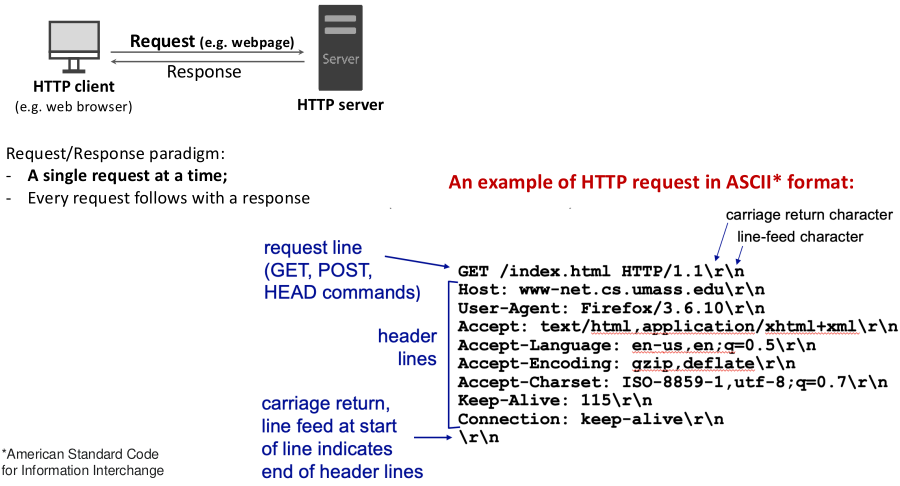 Request (e.g. webpage)
Server
Response
HTTP client
(e.g. web browser)
HTTP server
Request/Response paradigm:
- A single request at a time;
- Every request follows with a response
An example of HTTP request in ASCII* format:
carriage return character
line-feed character
request line
(GET, POST,
HEAD commands)
header
lines
carriage return,
line feed at start
of line indicates
end of header lines
GET /index.html HTTP/1.1\r\n
Host: www-net.cs.umass.edu\r\n
User-Agent: Firefox/3.6.10\r\n
Accept: text/html,application/xhtml+xml\r\n
Accept-Language: en-us,en;q=0.5\r\n
Accept-Encoding: gzip,deflate\r\n
Accept-Charset: ISO-8859-1,utf-8;q=0.7\r\n
Keep-Alive: 115\r\n
Connection: keep-alive\r\n
\r\n
*American Standard Code
for Information Interchange